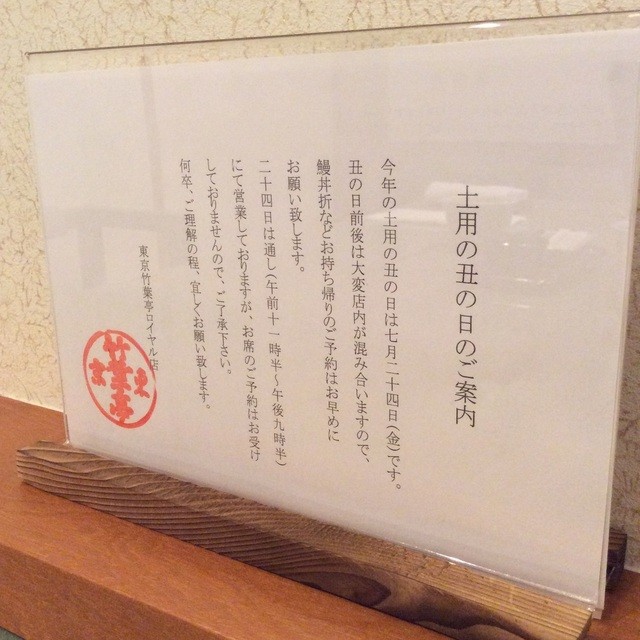 土用の丑の日のご案内
今年の土用の丑の日は七月二十四日(金)です。
丑の日前後は大変店内が混み合いますので、
鰻丼折などお持ち帰りのご予約はお早めに
お願い致します。
二十四日は通し(午前十一時半～午後九時半)
にて営業しておりますが、お席のご予約はお受け
しておりませんので、ご了承下さい。
何卒、ご理解の程、宜しくお願い致します。
東京竹葉亭ロイヤル店
東京
竹葉亭